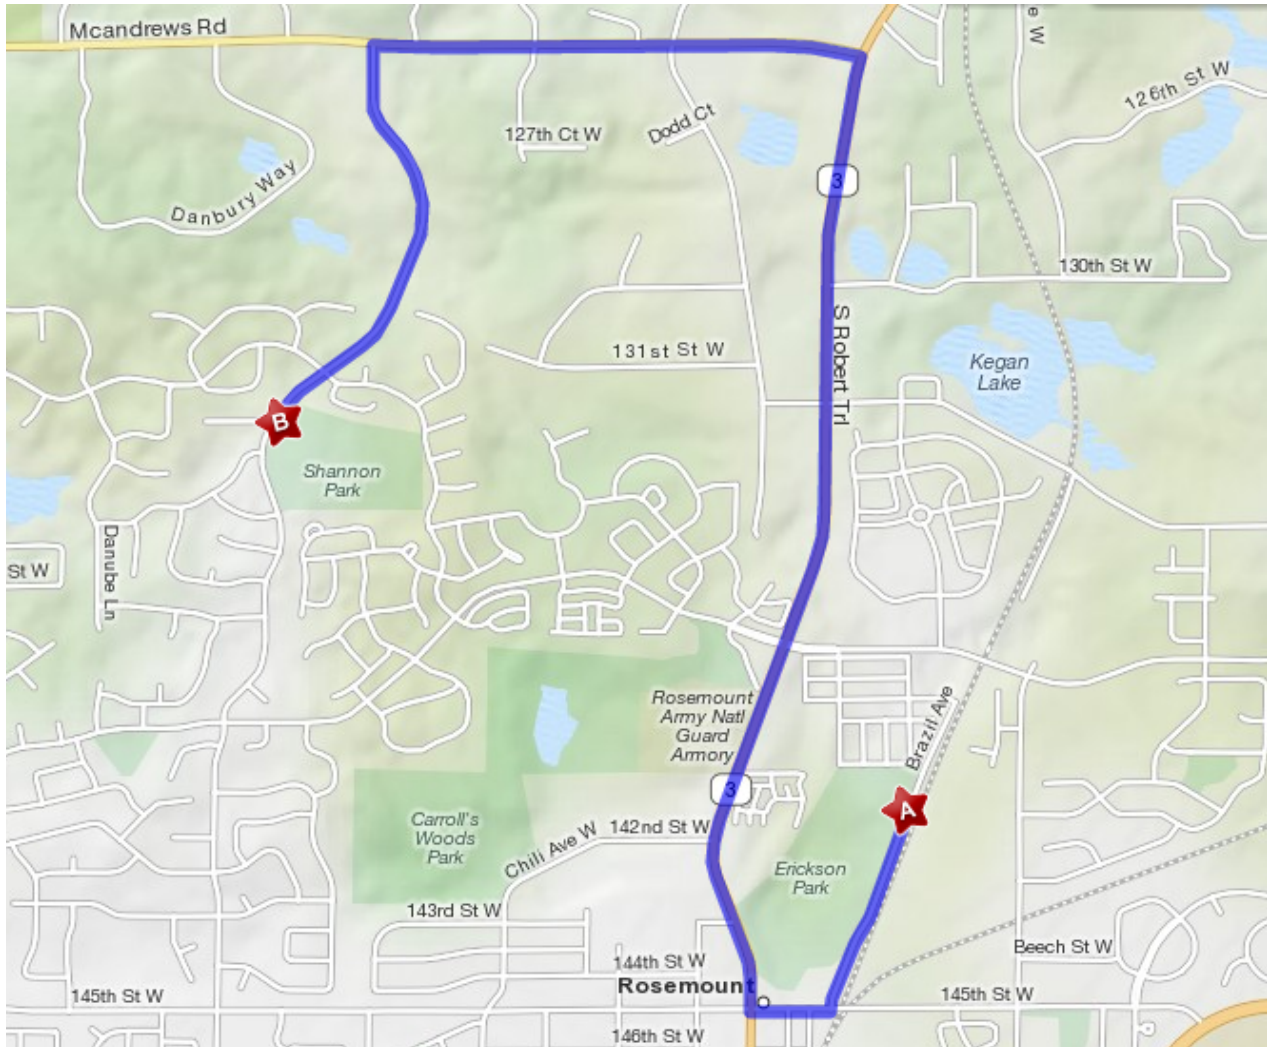 Mcandrews Rd
e W
126th St W
127th Ct W
Dodd Ct
Danbury Way
3
130th St W
S Robert Trl
131st St W
Kegan
Lake
B
Shannon
Park
Danube Ln
St W
Rosemount
Army Natl
Guard
Armory
Brazil Ave
3
A
Carroll's
Woods
Park
Chili Ave W
142nd St W
Erickson
Park
143rd St W
Beech St W
144th St W
Rosemount
145th St W
145th St W
146th St W